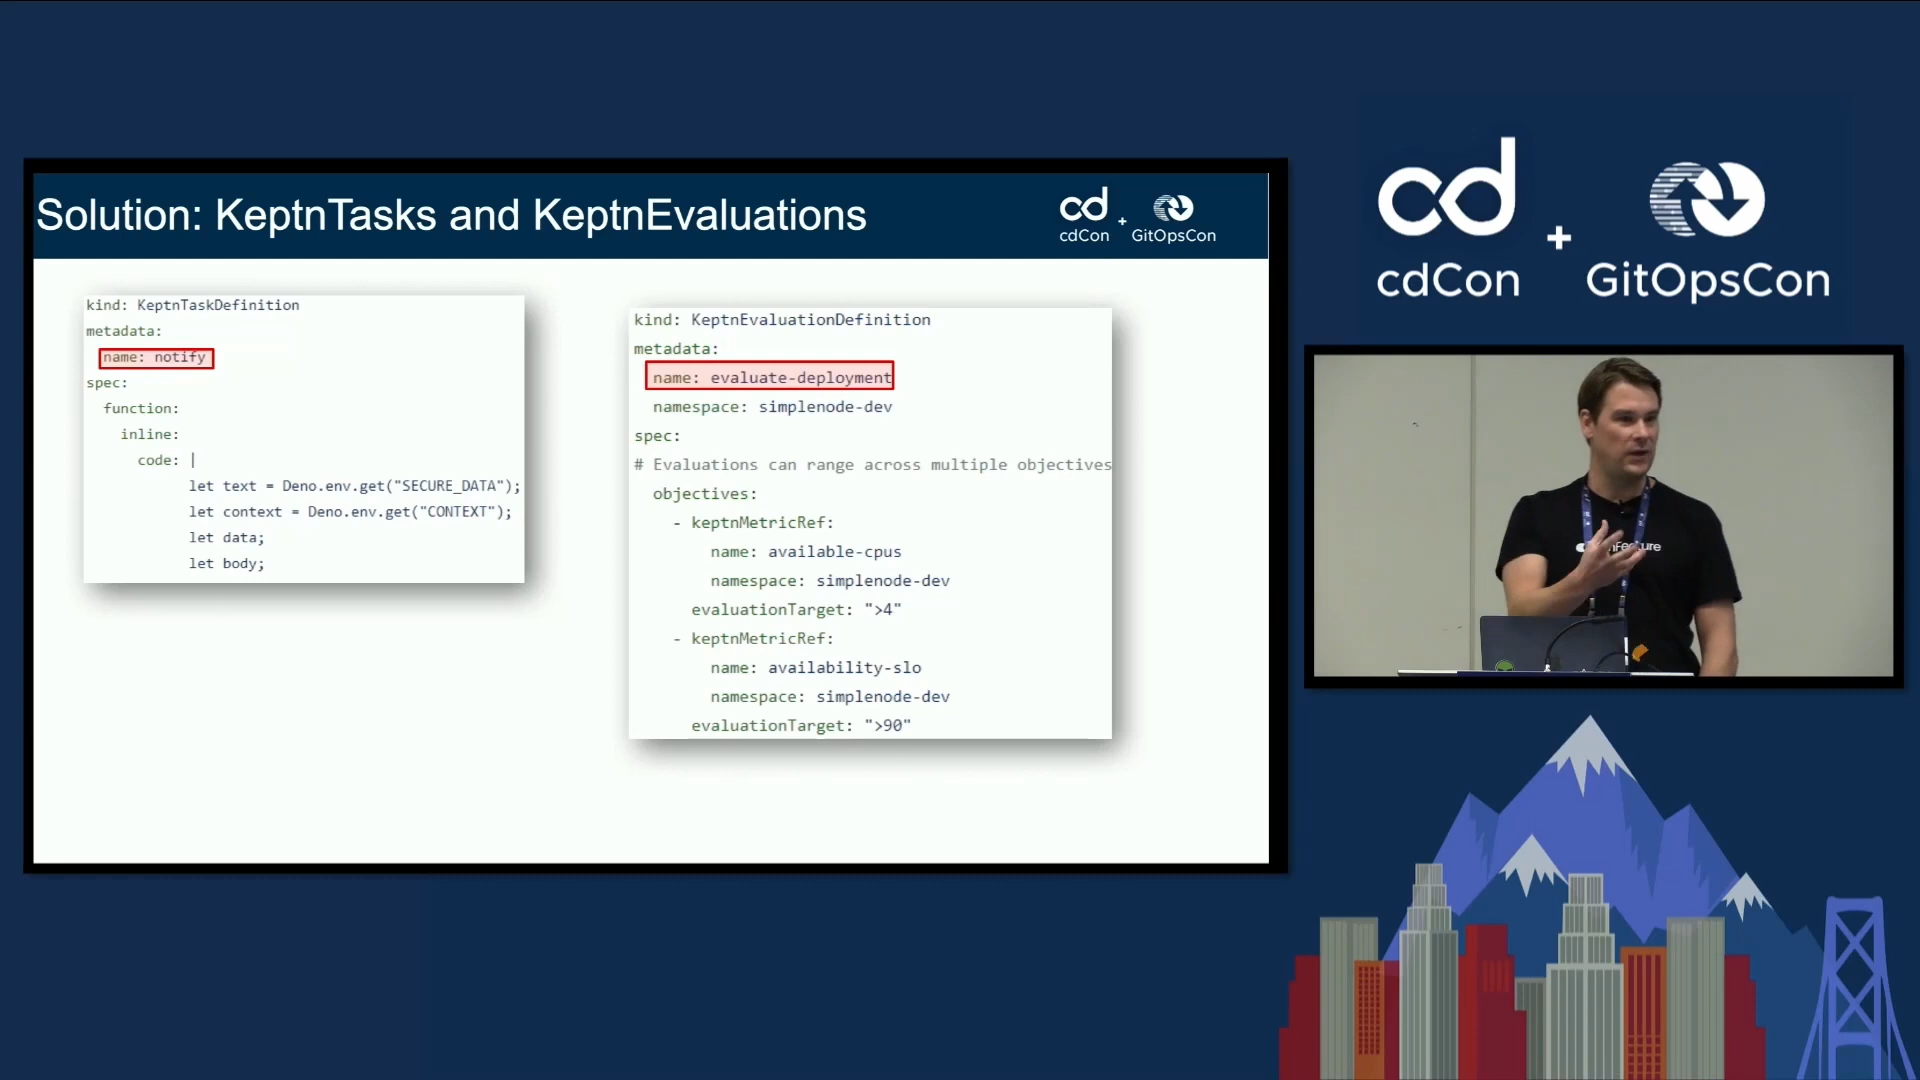 Solution: KeptnTasks and KeptnEvaluations
cdCon
+
GitOpsCon
kind: KeptnTaskDefinition
metadata:
name: notify
spec:
function:
inline:
code: |
let text = Deno.env.get("SECURE_DATA");
let context = Deno.env.get("CONTEXT");
let data;
let body;
kind: KeptnEvaluationDefinition
metadata:
name: evaluate-deployment
namespace: simplenode-dev
spec:
# Evaluations can range across multiple objectives
objectives:
- keptnMetricRef:
name: available-cpus
namespace: simplenode-dev
evaluationTarget: ">4"
- keptnMetricRef:
name: availability-slo
namespace: simplenode-dev
evaluationTarget: ">90"
cd
+
cdCon
GitOpsCon